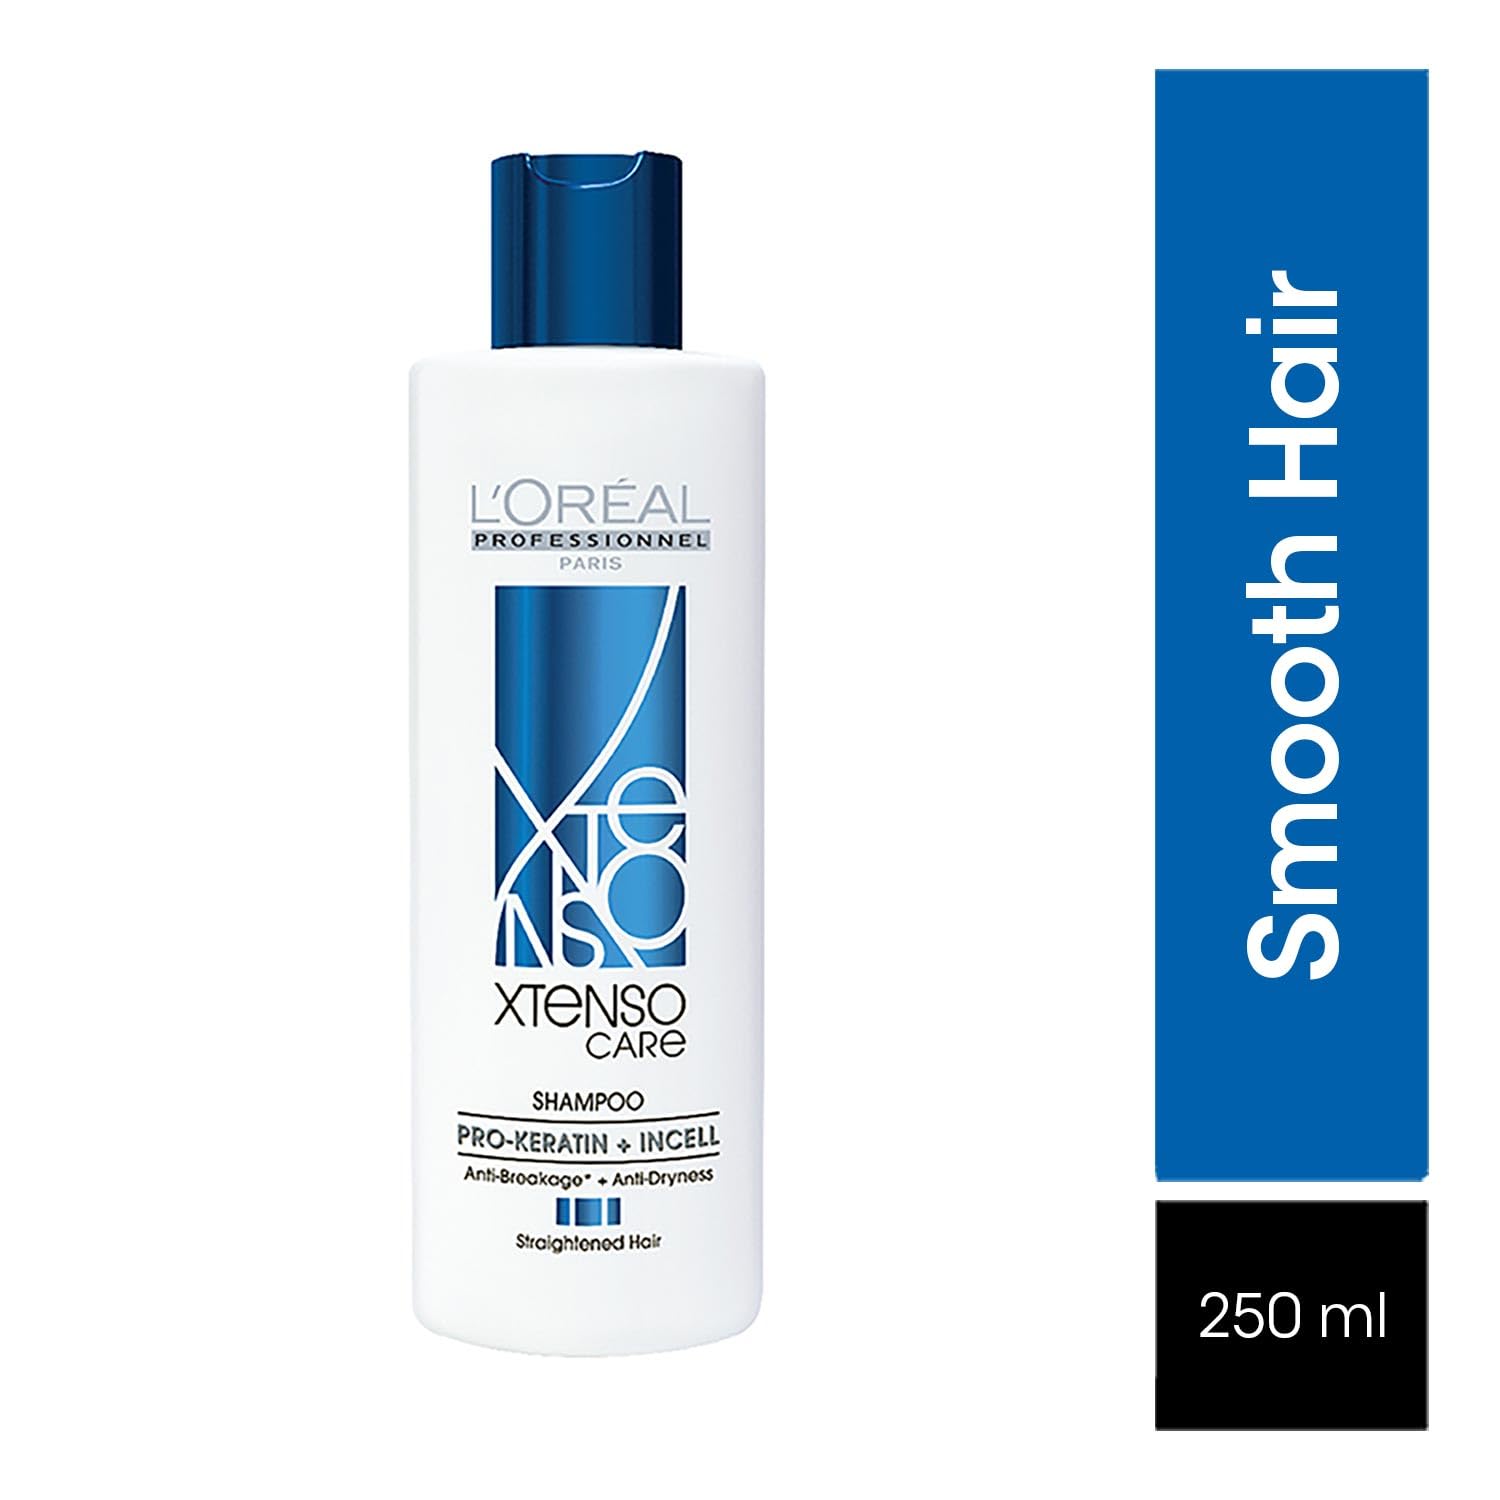 L'ORÉAL
PROFESSIONNEL
PARIS
XTeNSO
XTeNSO
CARe
SHAMPOO
PRO-KERATIN + INCELL
Anti-Breakage* + Anti-Dryness
Straightened Hair
Smooth Hair
250 ml